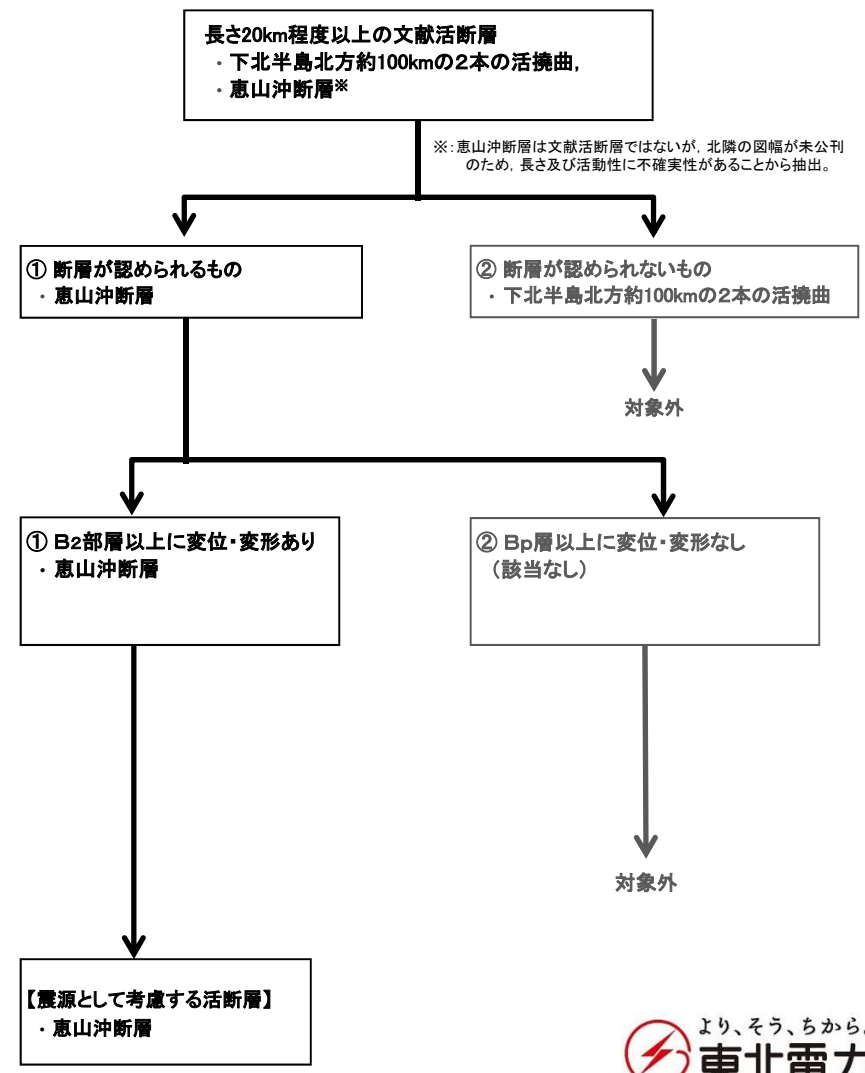 長さ20km程度以上の文献活断層
・下北半島北方約100kmの2本の活撓曲,
・恵山沖断層※
※:恵山沖断層は文献活断層ではないが, 北隣の図幅が未公刊
のため, 長さ及び活動性に不確実性があることから抽出。
① 断層が認められるもの
・恵山沖断層
② 断層が認められないもの
・下北半島北方約100kmの2本の活撓曲
対象外
① B2部層以上に変位・変形あり
・恵山沖断層
② Bp層以上に変位・変形なし
(該当なし)
対象外
【震源として考慮する活断層】
・恵山沖断層
より、そう、ちから。
東北電力